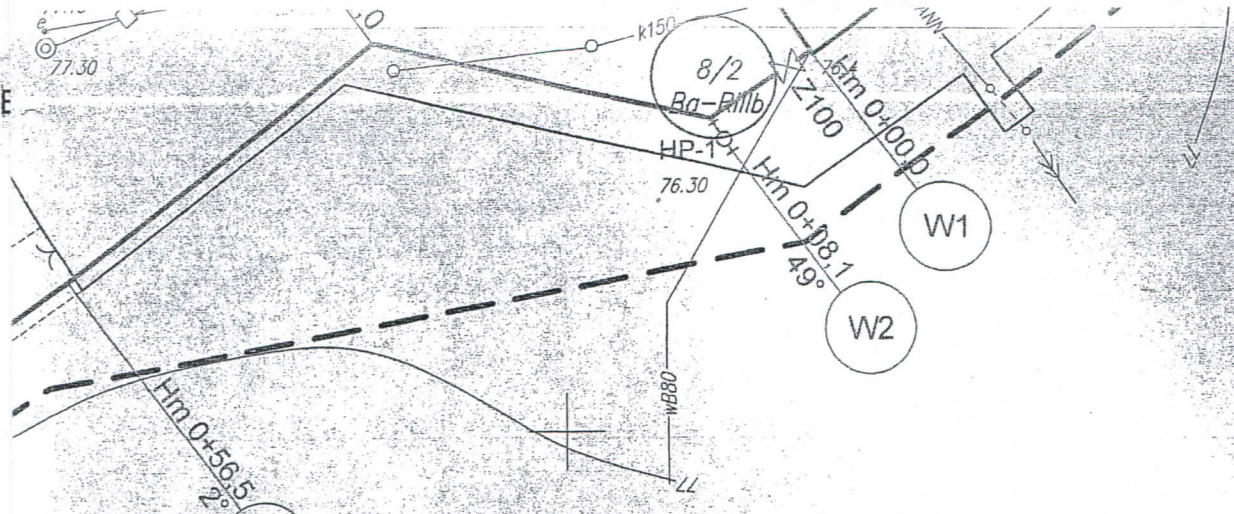 e
77.30
E
k150
8/2
Ba-RIIIb
HP-1
76.30
Z100
Hm 0+00,0
W1
Hm 0+08,1
49°
W2
wB80
Hm 0+56,5
2°